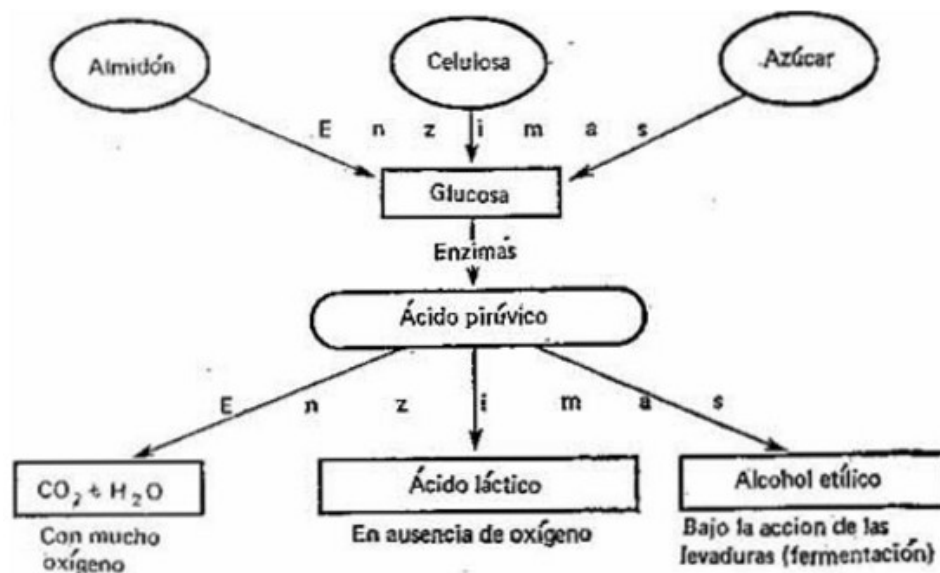 Almidón
Celulosa
Azúcar
E n z i m a s
Glucosa
Enzimás
Ácido pirúvico
E n z i m a s
CO₂ + H₂O
Ácido láctico
Alcohol etílico
Con mucho
oxígeno
En ausencia de oxígeno
Bajo la accion de las
levaduras (fermentación)